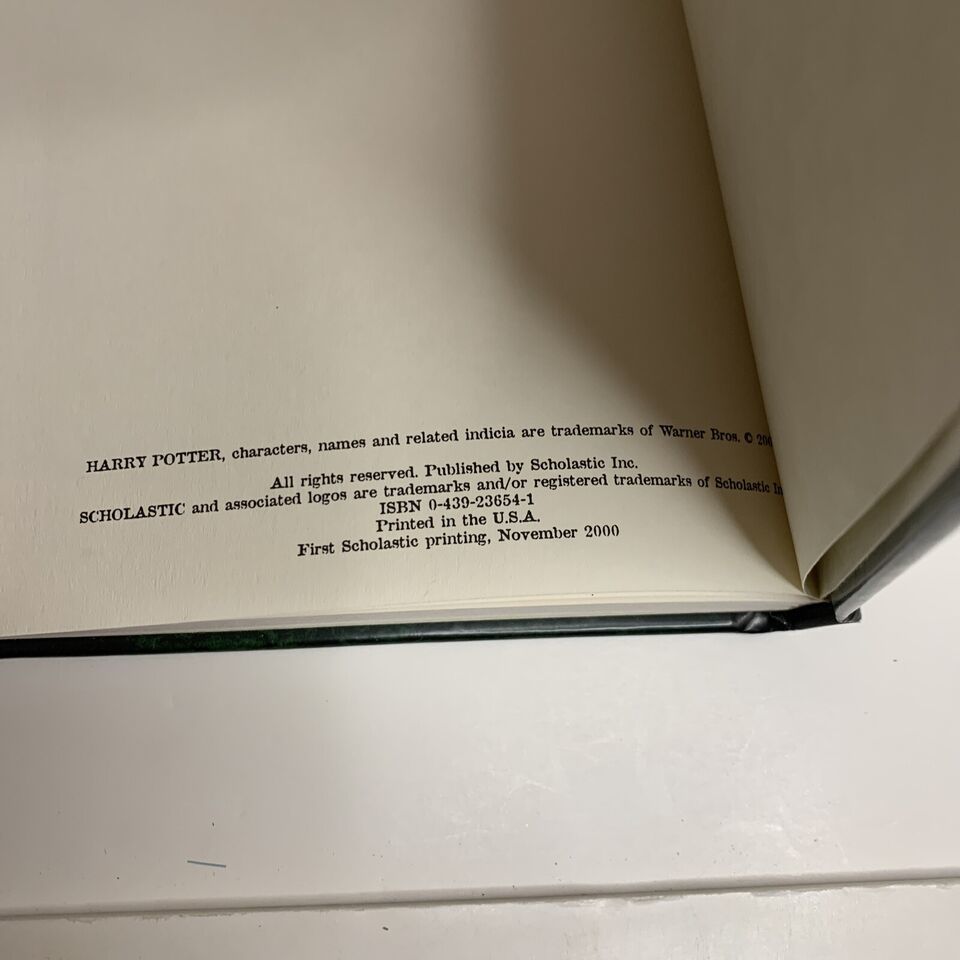 HARRY POTTER, characters, names and related indicia are trademarks of Warner Bros. ©
All rights reserved. Published by Scholastic Inc.
SCHOLASTIC and associated logos are trademarks and/or registered trademarks of Scholastic
ISBN 0-439-23654-1
Printed in the U.S.A.
First Scholastic printing, November 2000